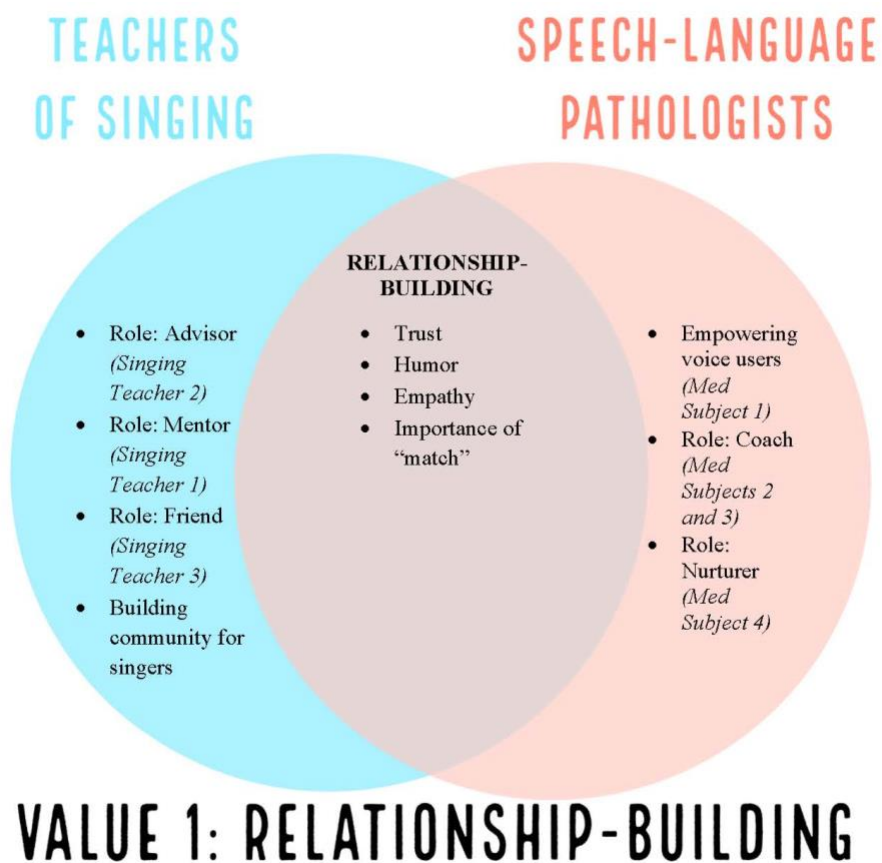 TEACHERS
OF SINGING
SPEECH-LANGUAGE
PATHOLOGISTS
• Role: Advisor
(Singing
Teacher 2)
• Role: Mentor
(Singing
Teacher 1)
• Role: Friend
(Singing
Teacher 3)
• Building
community for
singers
RELATIONSHIP-
BUILDING
• Trust
• Humor
• Empathy
• Importance of
“match”
• Empowering
voice users
(Med
Subject 1)
• Role: Coach
(Med
Subjects 2
and 3)
• Role:
Nurturer
(Med
Subject 4)
VALUE 1: RELATIONSHIP-BUILDING